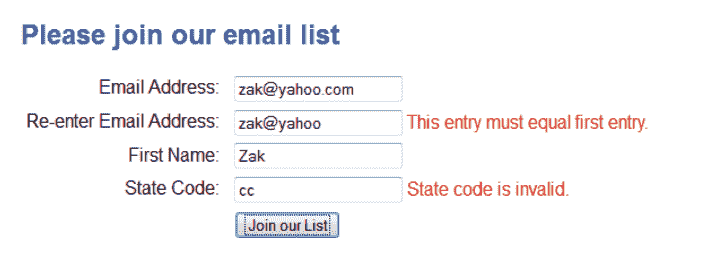 Please join our email list
Email Address: zak@yahoo.com
Re-enter Email Address: zak@yahoo This entry must equal first entry.
First Name: Zak
State Code: cc State code is invalid.
Join our List